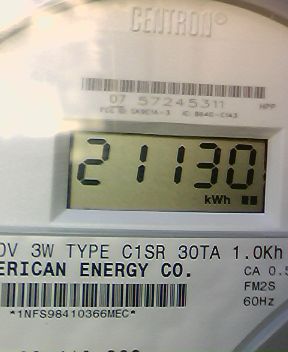 CENTRON®
07 57245311 HPP
21130
kWh
0V 3W TYPE C1SR 30TA 1.0Kh
ERICAN ENERGY CO. CA 0.5
FM2S
*1NFS98410366MEC* 60Hz